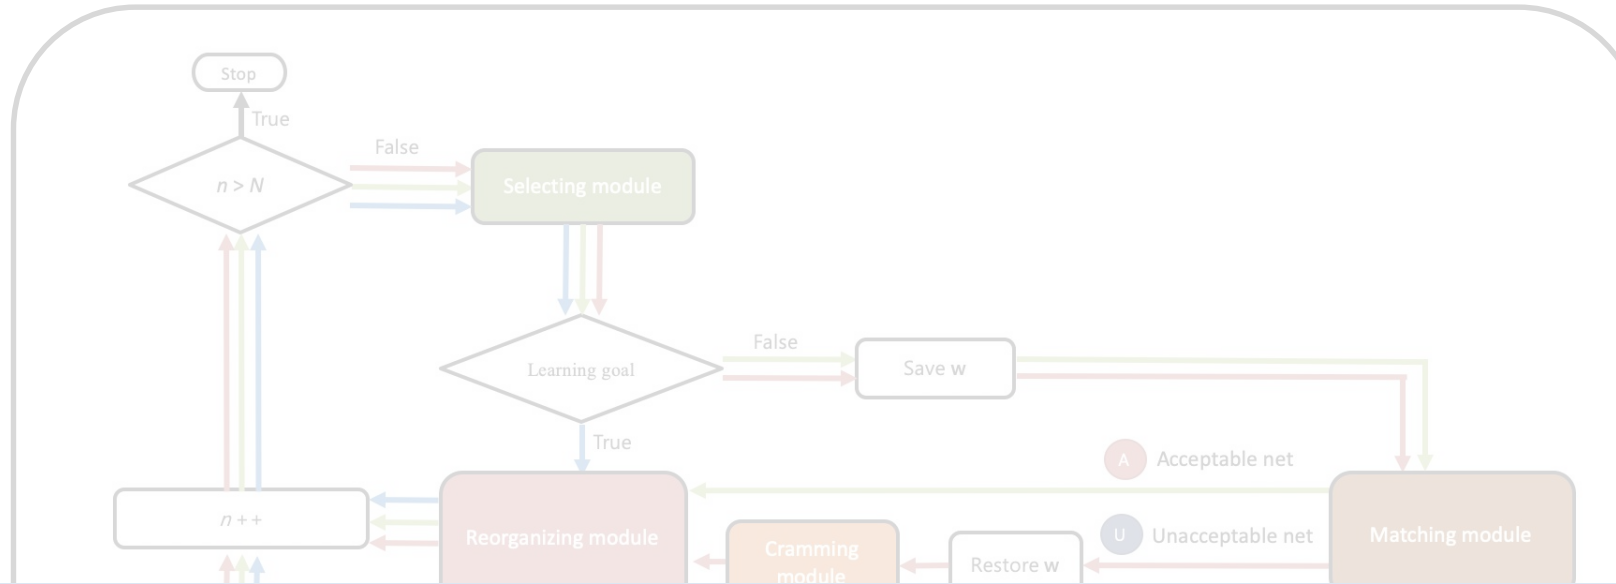 Stop
True
False
n > N
Selecting module
False
Learning goal
Save w
True
A Acceptable net
n ++
Reorganizing module
U Unacceptable net
Matching module
Cramming
module
Restore w